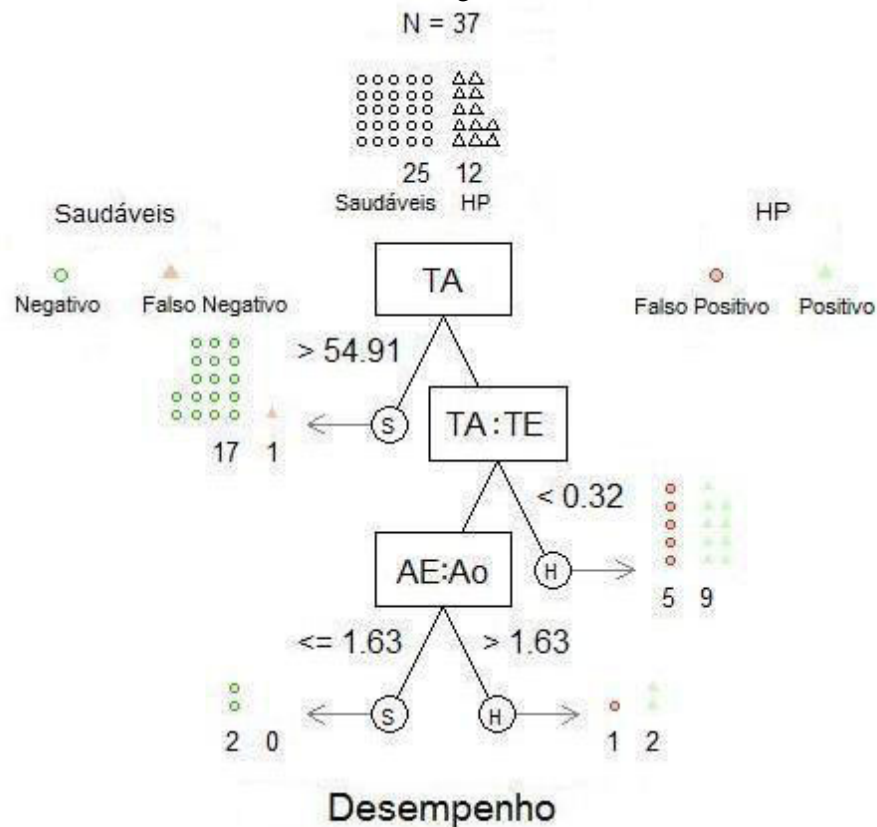 N = 37
25 12
Saudáveis HP
Saudáveis
Negativo Falso Negativo
HP
Falso Positivo Positivo
TA
> 54.91
S
17 1
TA:TE
< 0.32
H
5 9
AE:Ao
<= 1.63
> 1.63
S
2 0
H
1 2
Desempenho